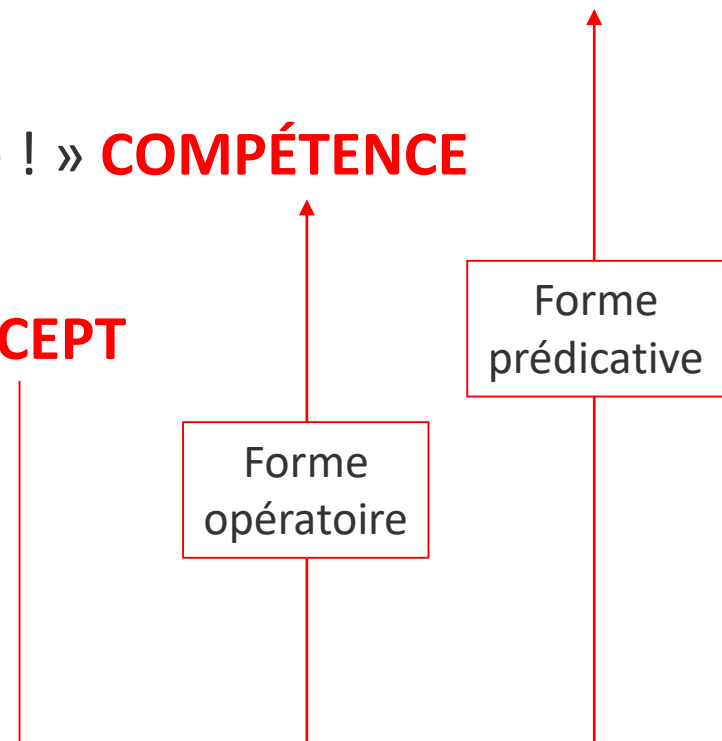 ! » COMPÉTENCE
Forme
prédicative
CEPT
Forme
opératoire